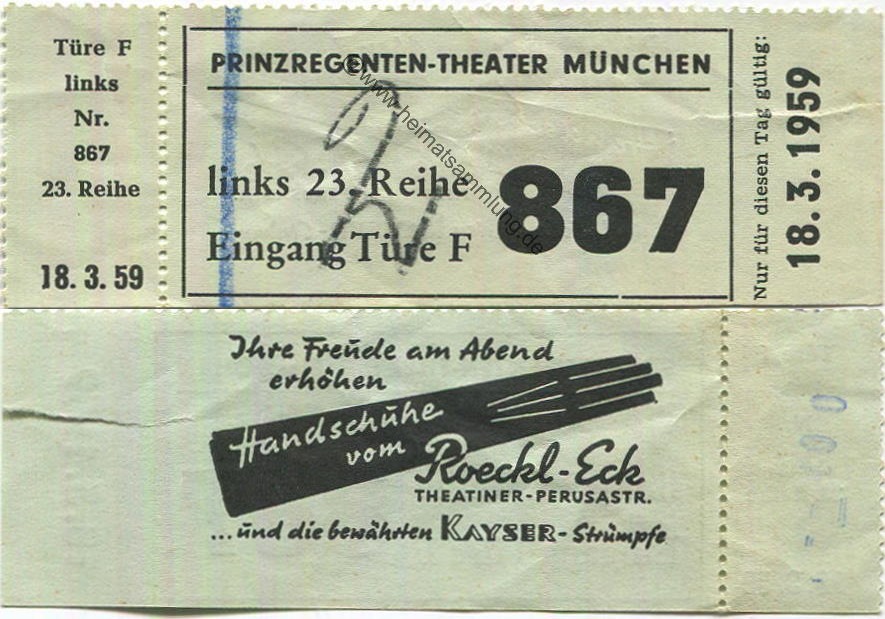 Türe F
links
Nr.
867
23. Reihe
18. 3. 59
PRINZREGENTEN-THEATER MÜNCHEN
links 23. Reihe
Eingang Türe F
867
Nur für diesen Tag gültig:
18. 3. 1959
©www.heimatsammlung.de
Ihre Freude am Abend
erhöhen
Handschuhe
vom
Roeckl-Eck
THEATINER-PERUSASTR.
...und die bewährten KAYSER-Strümpfe